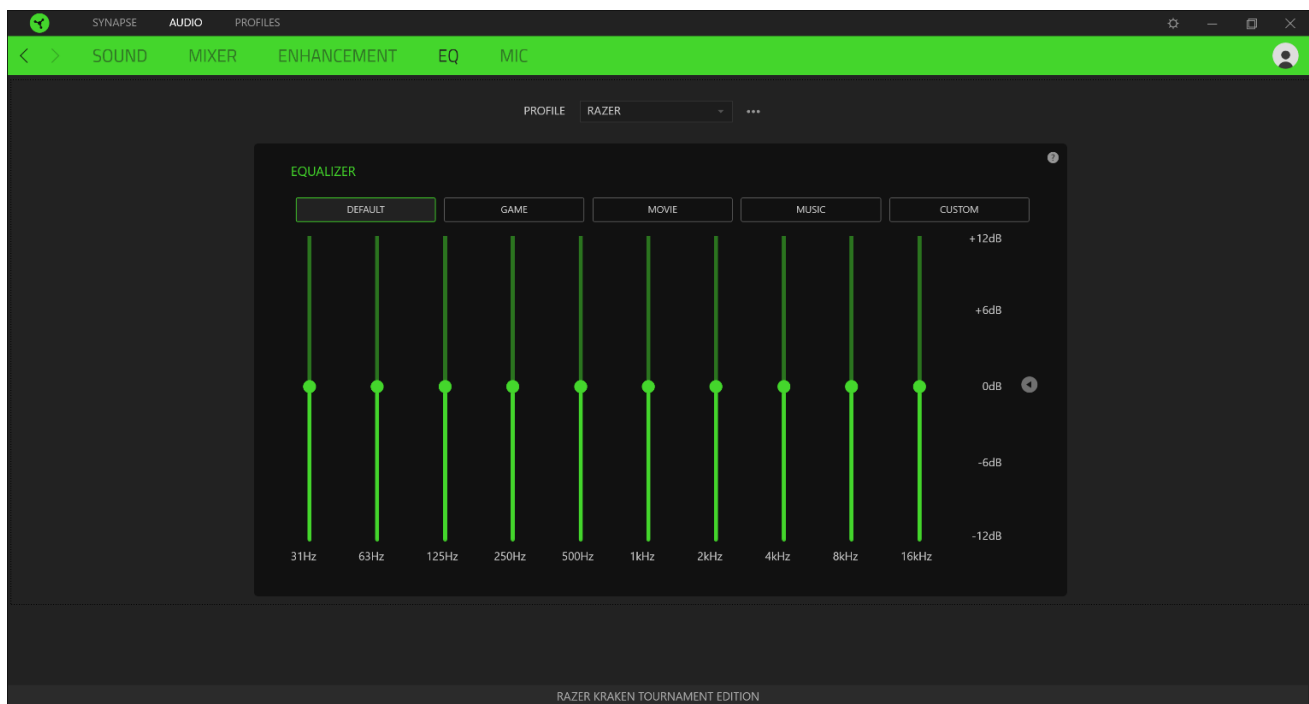 SYNAPSE AUDIO PROFILES
SOUND MIXER ENHANCEMENT EQ MIC
PROFILE RAZER
EQUALIZER
?
DEFAULT GAME MOVIE MUSIC CUSTOM
+12dB
+6dB
0dB
-6dB
-12dB
31Hz 63Hz 125Hz 250Hz 500Hz 1kHz 2kHz 4kHz 8kHz 16kHz
RAZER KRAKEN TOURNAMENT EDITION